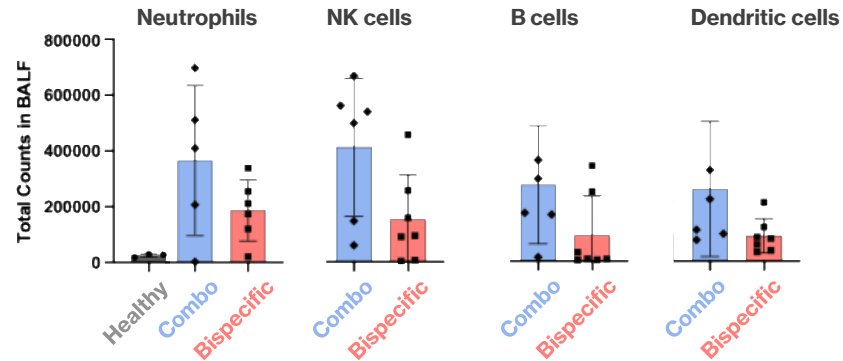 Neutrophils NK cells B cells Dendritic cells
Total Counts in BALF
800000
600000
400000
200000
0
Healthy Combo Bispecific Combo Bispecific Combo Bispecific Combo Bispecific